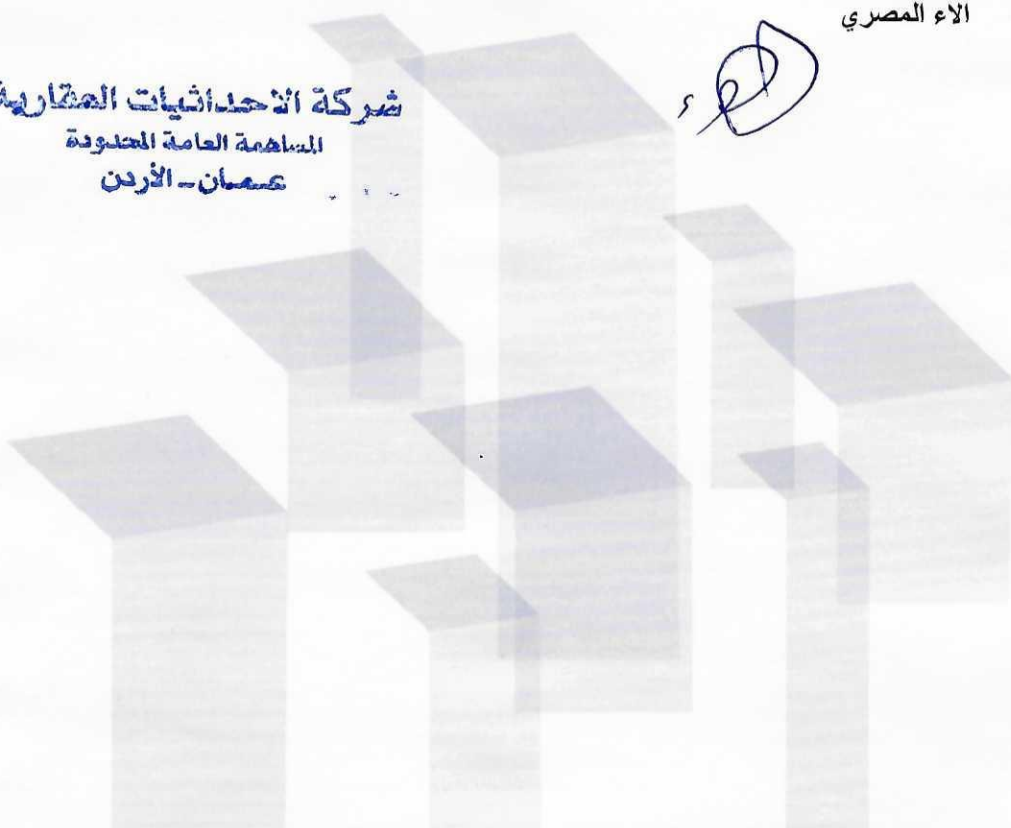 الاء المصري
شركة الاحداثيات العقارية
المساهمة العامة المحدودة
عمان - الأردن